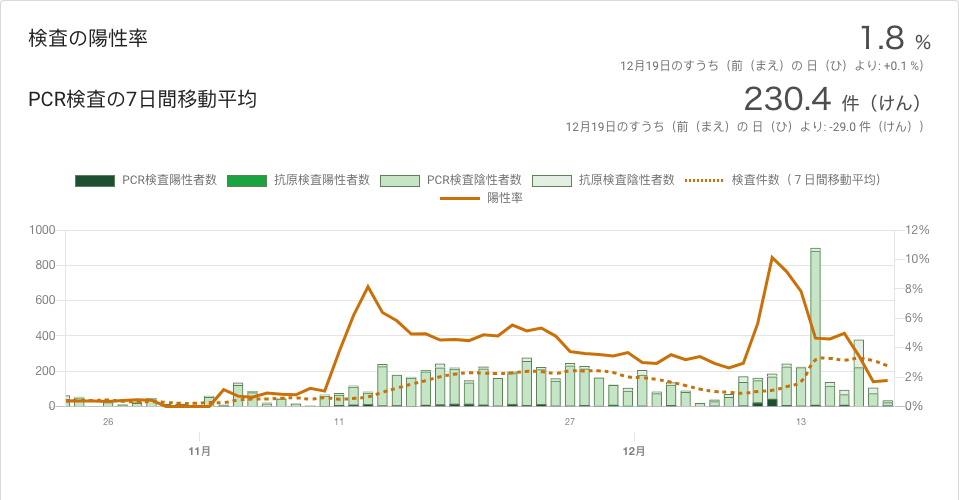 検査の陽性率
1.8 %
12月19日のすうち（前（まえ）の 日（ひ）より: +0.1 %）
PCR検査の7日間移動平均
230.4 件（けん）
12月19日のすうち（前（まえ）の 日（ひ）より: -29.0 件（けん））
PCR検査陽性者数 抗原検査陽性者数 PCR検査陰性者数 抗原検査陰性者数 検査件数（７日間移動平均）
陽性率
1000 12%
10%
800
8%
600
6%
400
4%
200
2%
0 0%
26 11 27 13
11月 12月